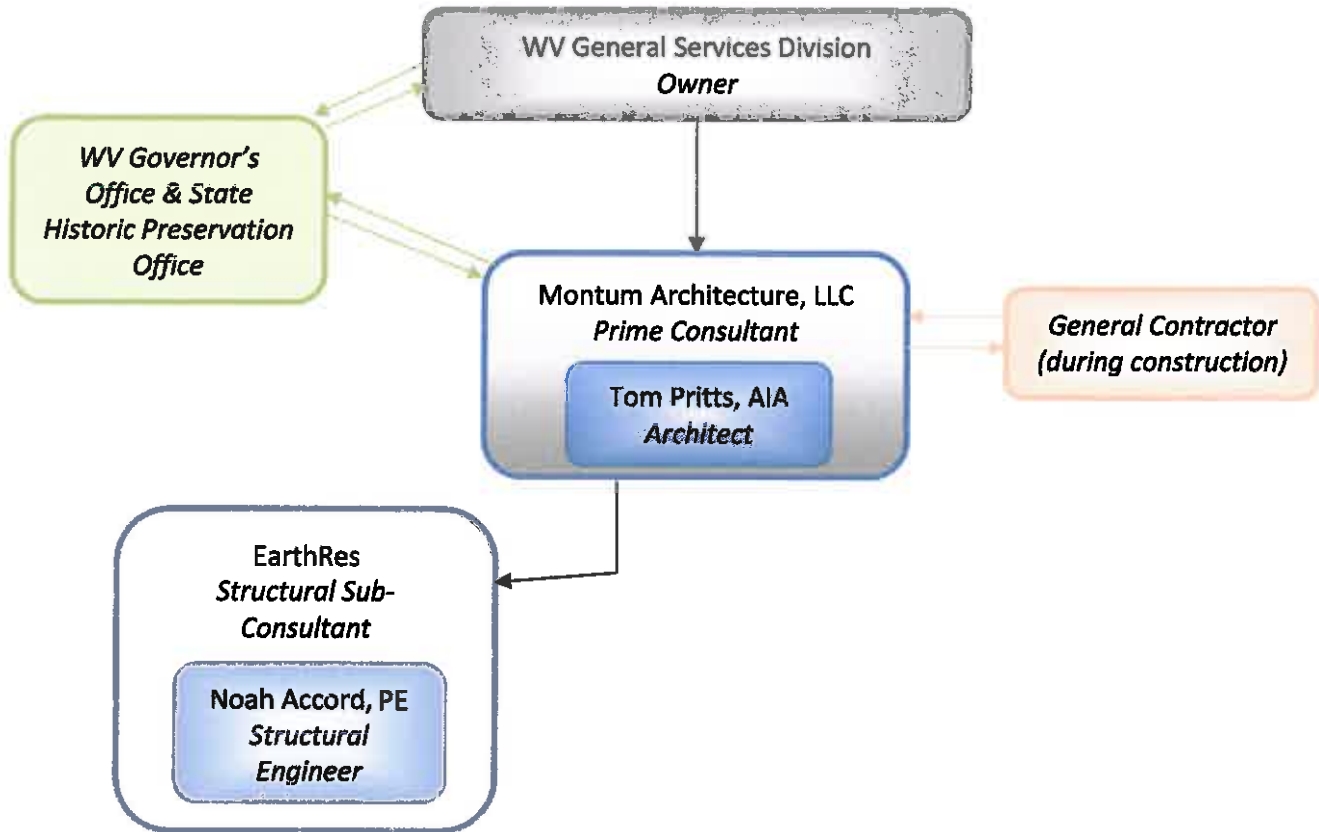 WV General Services Division
Owner
WV Governor's
Office & State
Historic Preservation
Office
Montum Architecture, LLC
Prime Consultant
Tom Pritts, AIA
Architect
General Contractor
(during construction)
EarthRes
Structural Sub-
Consultant
Noah Accord, PE
Structural
Engineer